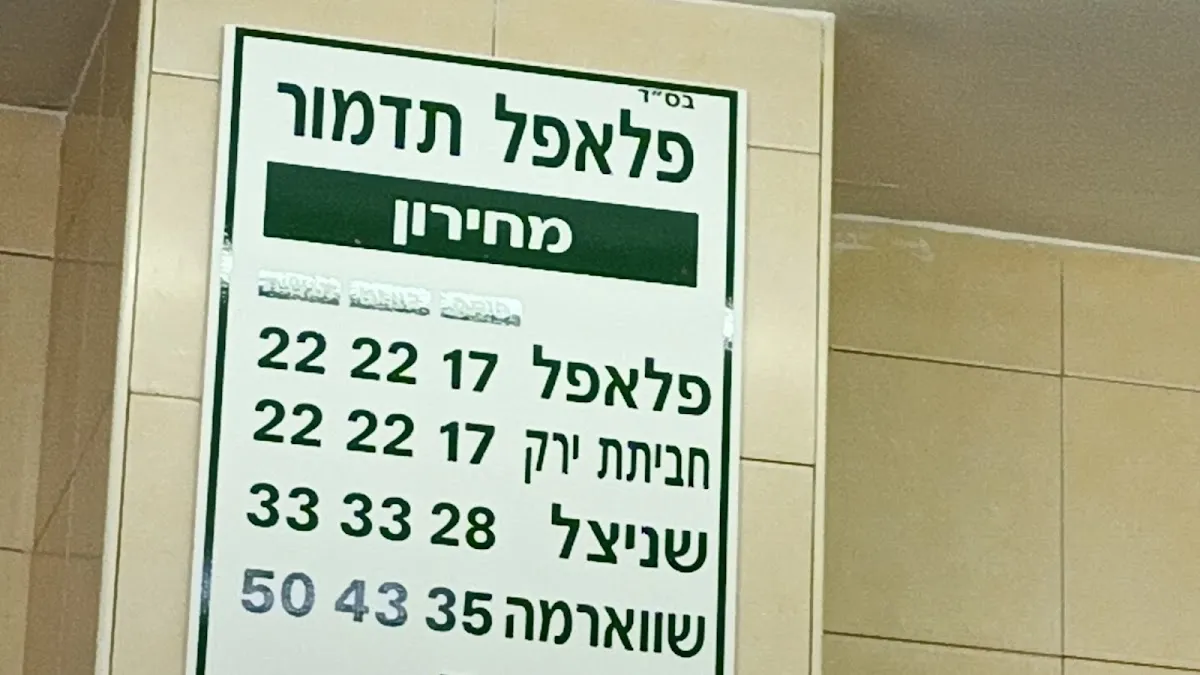 בס״ד
פלאפל תדמור
מחירון
פלאפל 17 22 22
חביתת ירק 17 22 22
שניצל 28 33 33
שווארמה 35 43 50